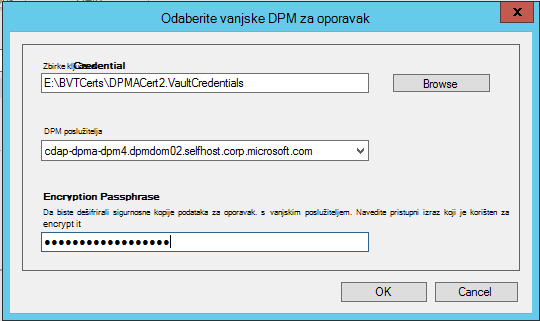 Odaberite vanjske DPM za oporavak
x
Zbirke Credential
E:\BVTCerts\DPMACert2.VaultCredentials
Browse
DPM poslužitelja
cdap-dpma-dpm4.dpmdom02.selfhost.corp.microsoft.com
Encryption Passphrase
Da biste dešifrirali sigurnosne kopije podataka za oporavak. s vanjskim poslužiteljem. Navedite pristupni izraz koji je korišten za
encrypt it
OK
Cancel